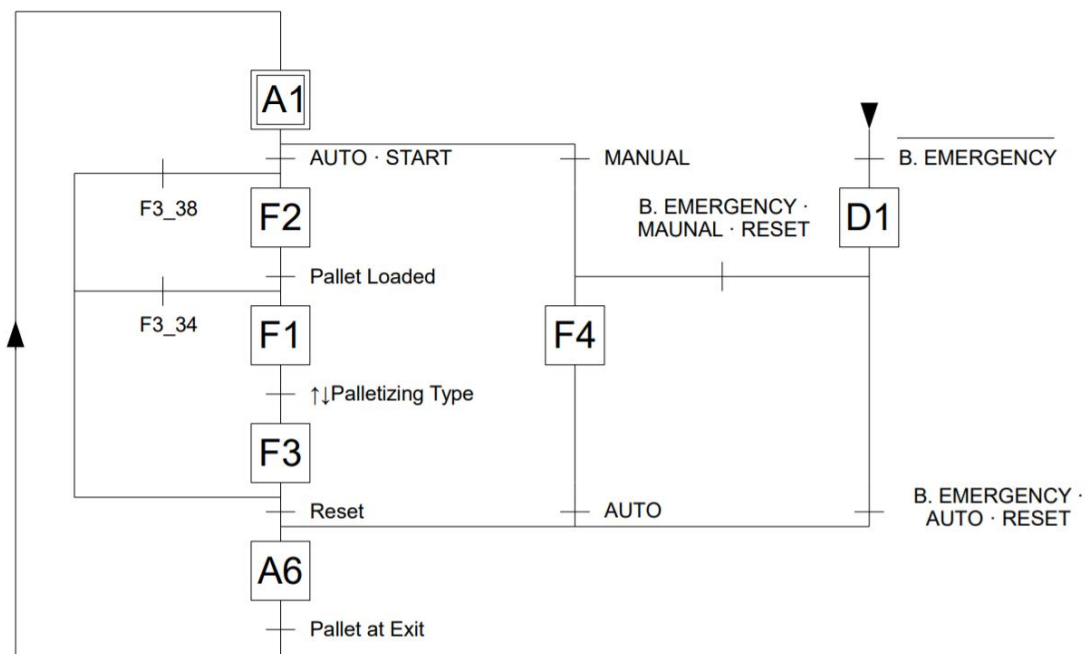 A1
AUTO · START
MANUAL
B. EMERGENCY
F3_38
F2
B. EMERGENCY ·
MAUNAL · RESET
D1
Pallet Loaded
F3_34
F1
F4
↑↓Palletizing Type
F3
Reset
AUTO
B. EMERGENCY ·
AUTO · RESET
A6
Pallet at Exit